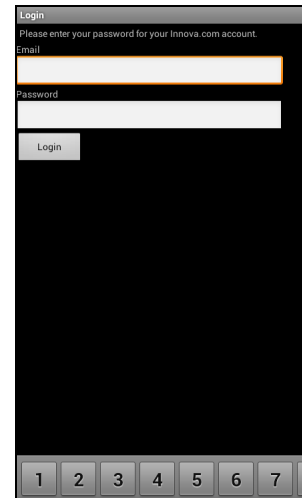 Login
Please enter your password for your Innova.com account.
Email
Password
Login
1 2 3 4 5 6 7